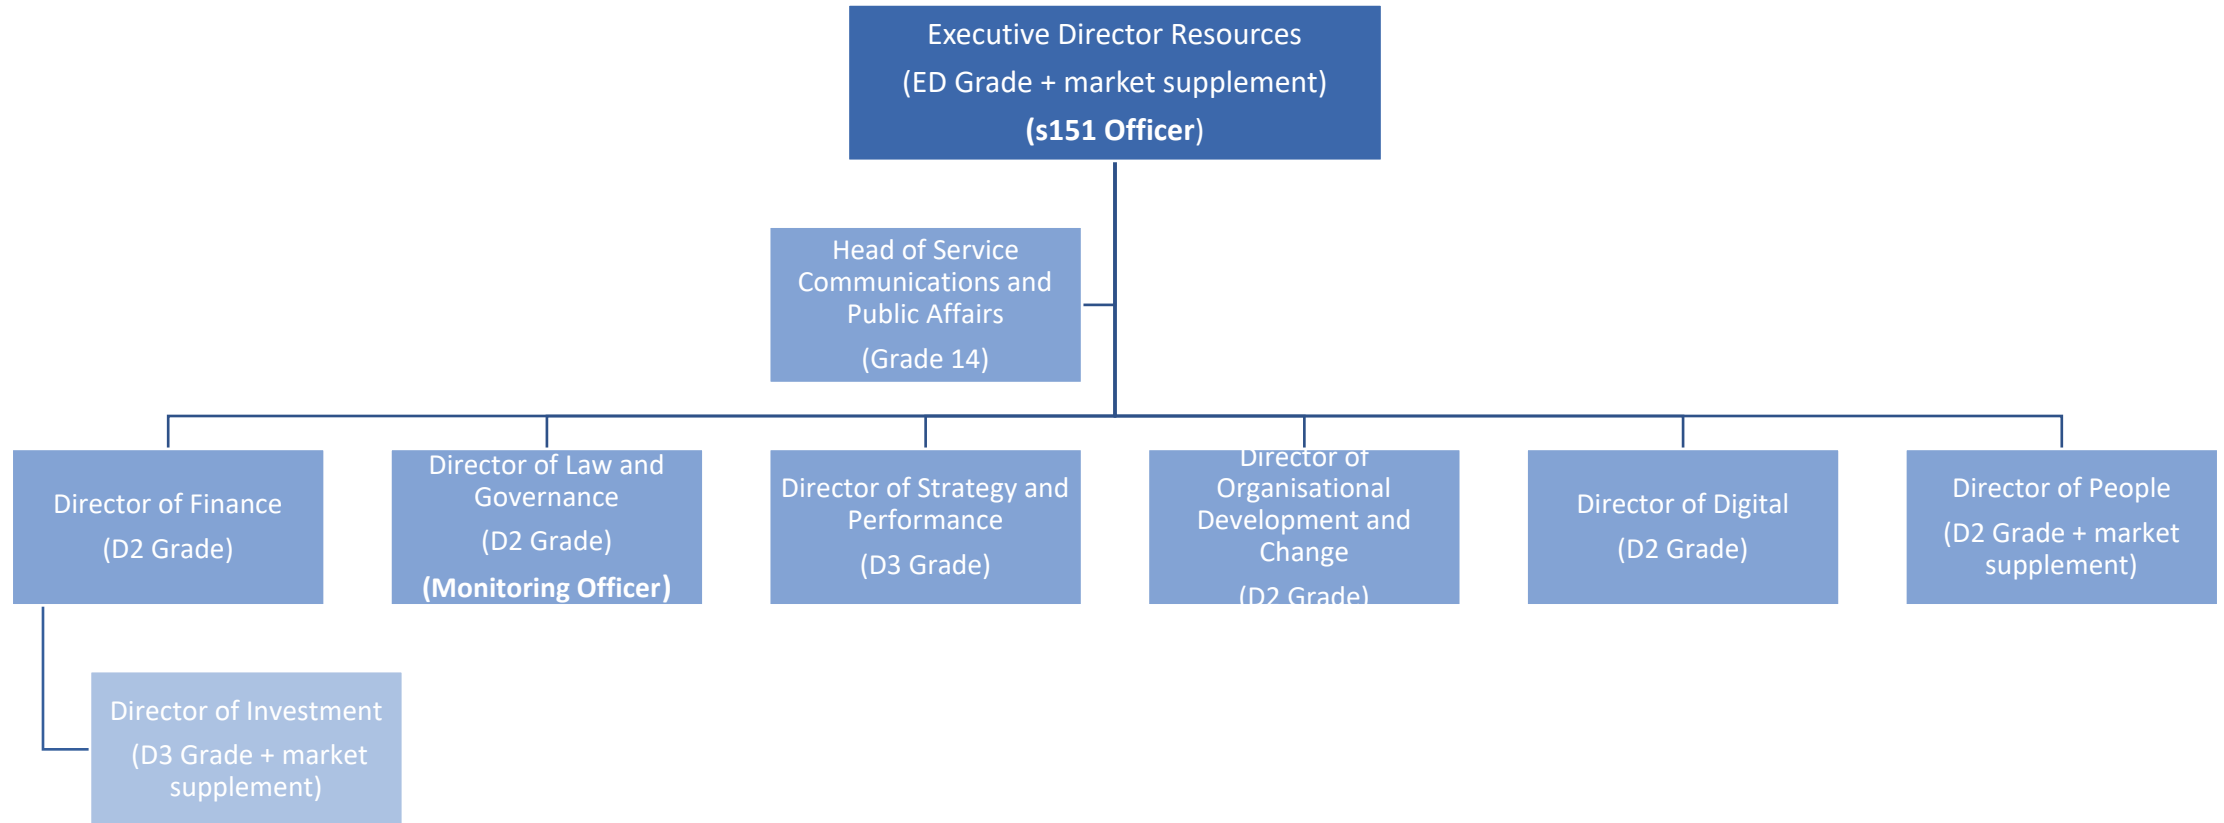 Executive Director Resources
(ED Grade + market supplement)
(s151 Officer)
Head of Service
Communications and
Public Affairs
(Grade 14)
Director of Finance
(D2 Grade)
Director of Law and
Governance
(D2 Grade)
(Monitoring Officer)
Director of Strategy and
Performance
(D3 Grade)
Director of
Organisational
Development and
Change
(D2 Grade)
Director of Digital
(D2 Grade)
Director of People
(D2 Grade + market
supplement)
Director of Investment
(D3 Grade + market
supplement)